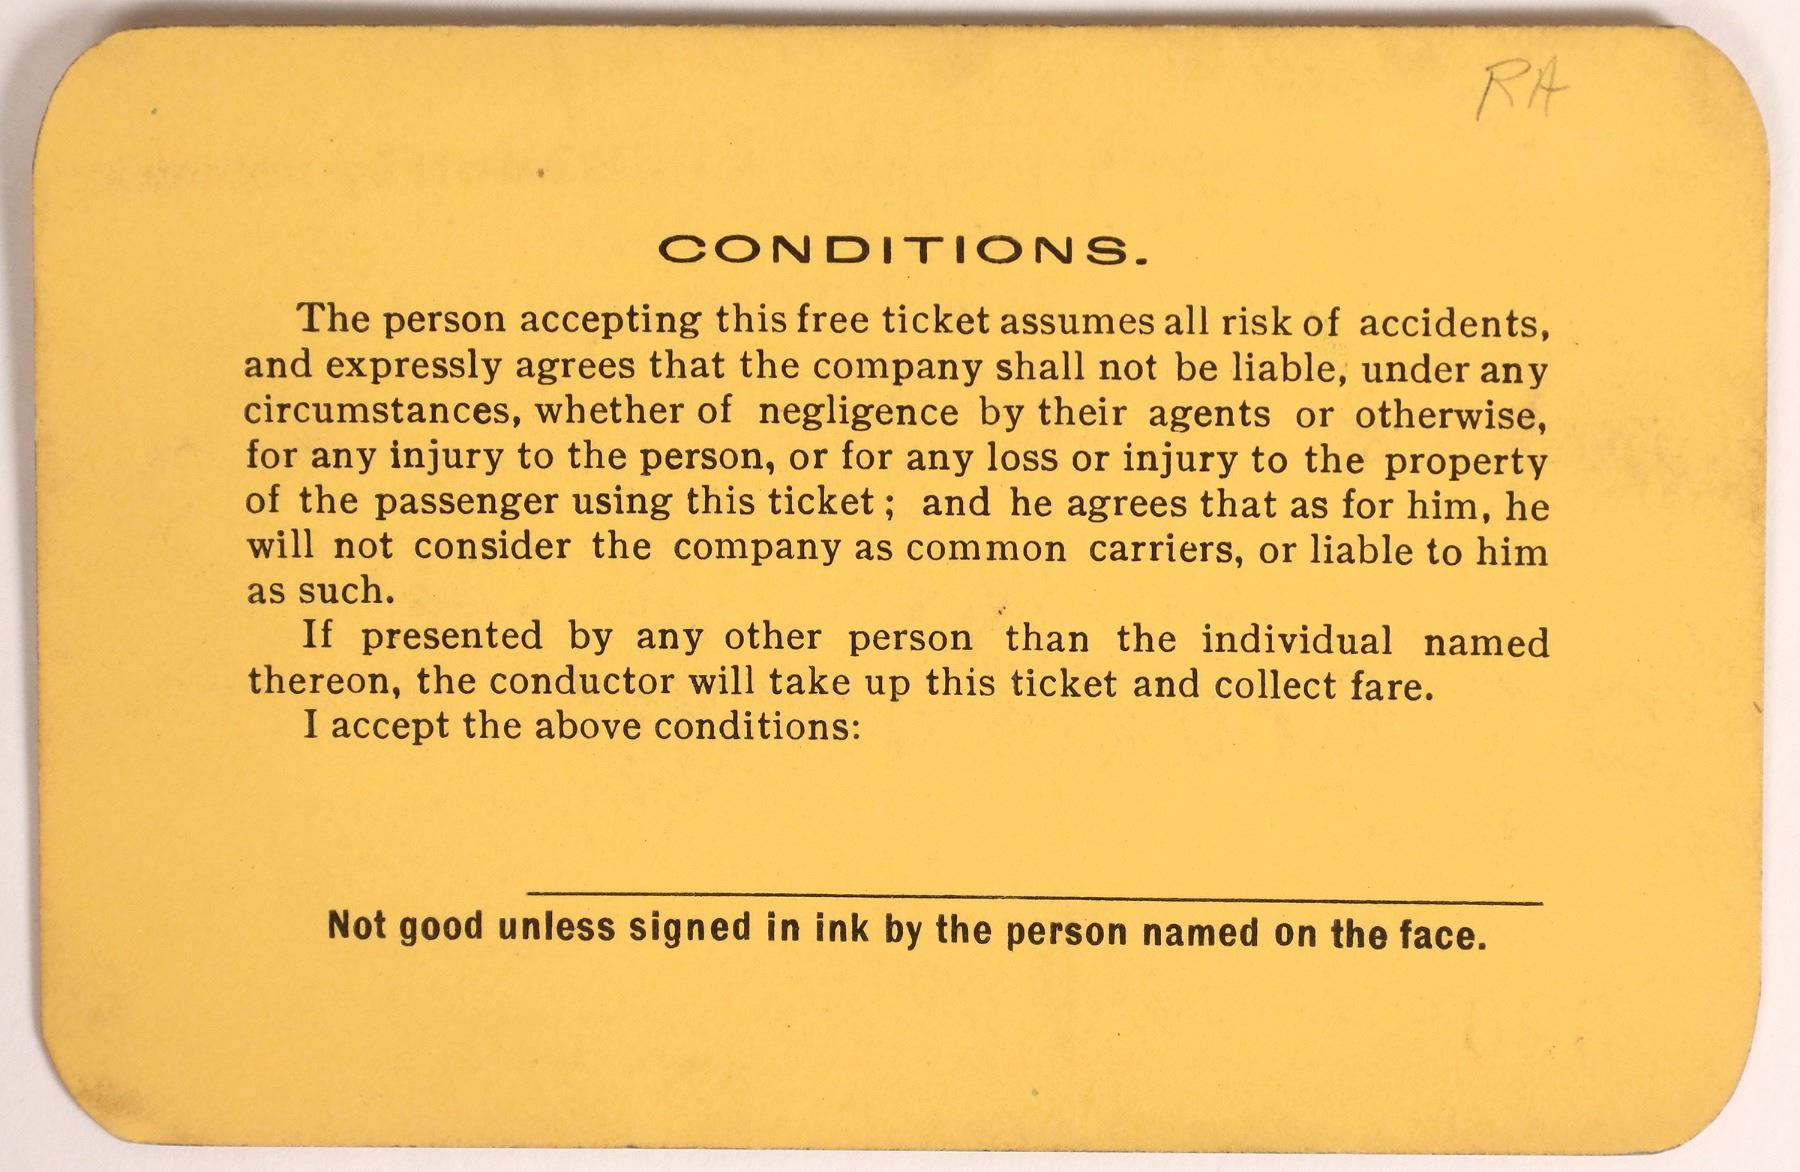 RA
CONDITIONS.
The person accepting this free ticket assumes all risk of accidents,
and expressly agrees that the company shall not be liable, under any
circumstances, whether of negligence by their agents or otherwise,
for any injury to the person, or for any loss or injury to the property
of the passenger using this ticket; and he agrees that as for him, he
will not consider the company as common carriers, or liable to him
as such.
If presented by any other person than the individual named
thereon, the conductor will take up this ticket and collect fare.
I accept the above conditions:
Not good unless signed in ink by the person named on the face.